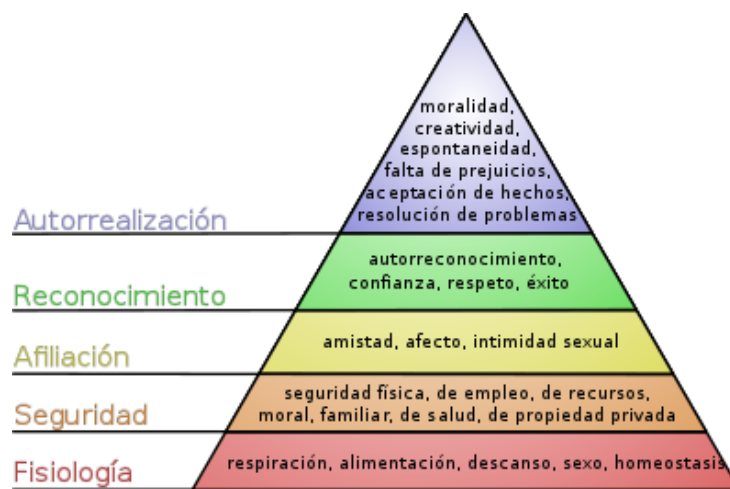 moralidad,
creatividad,
espontaneidad,
falta de prejuicios,
aceptación de hechos,
resolución de problemas
Autorrealización
autorreconocimiento,
confianza, respeto, éxito
Reconocimiento
amistad, afecto, intimidad sexual
Afiliación
seguridad física, de empleo, de recursos,
moral, familiar, de salud, de propiedad privada
Seguridad
respiración, alimentación, descanso, sexo, homeostasis
Fisiología